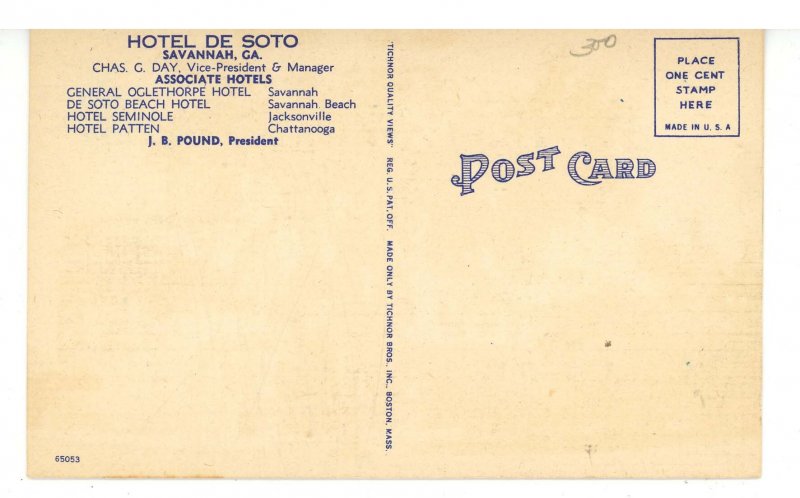 HOTEL DE SOTO
SAVANNAH, GA.
CHAS. G. DAY, Vice-President & Manager
ASSOCIATE HOTELS
GENERAL OGLETHORPE HOTEL Savannah
DE SOTO BEACH HOTEL Savannah Beach
HOTEL SEMINOLE Jacksonville
HOTEL PATTEN Chattanooga
J. B. POUND, President
65053
"TICHNOR QUALITY VIEWS" REG. U. S. PAT. OFF. MADE ONLY BY TICHNOR BROS., INC., BOSTON, MASS.
300
PLACE
ONE CENT
STAMP
HERE
MADE IN U. S. A
POST CARD